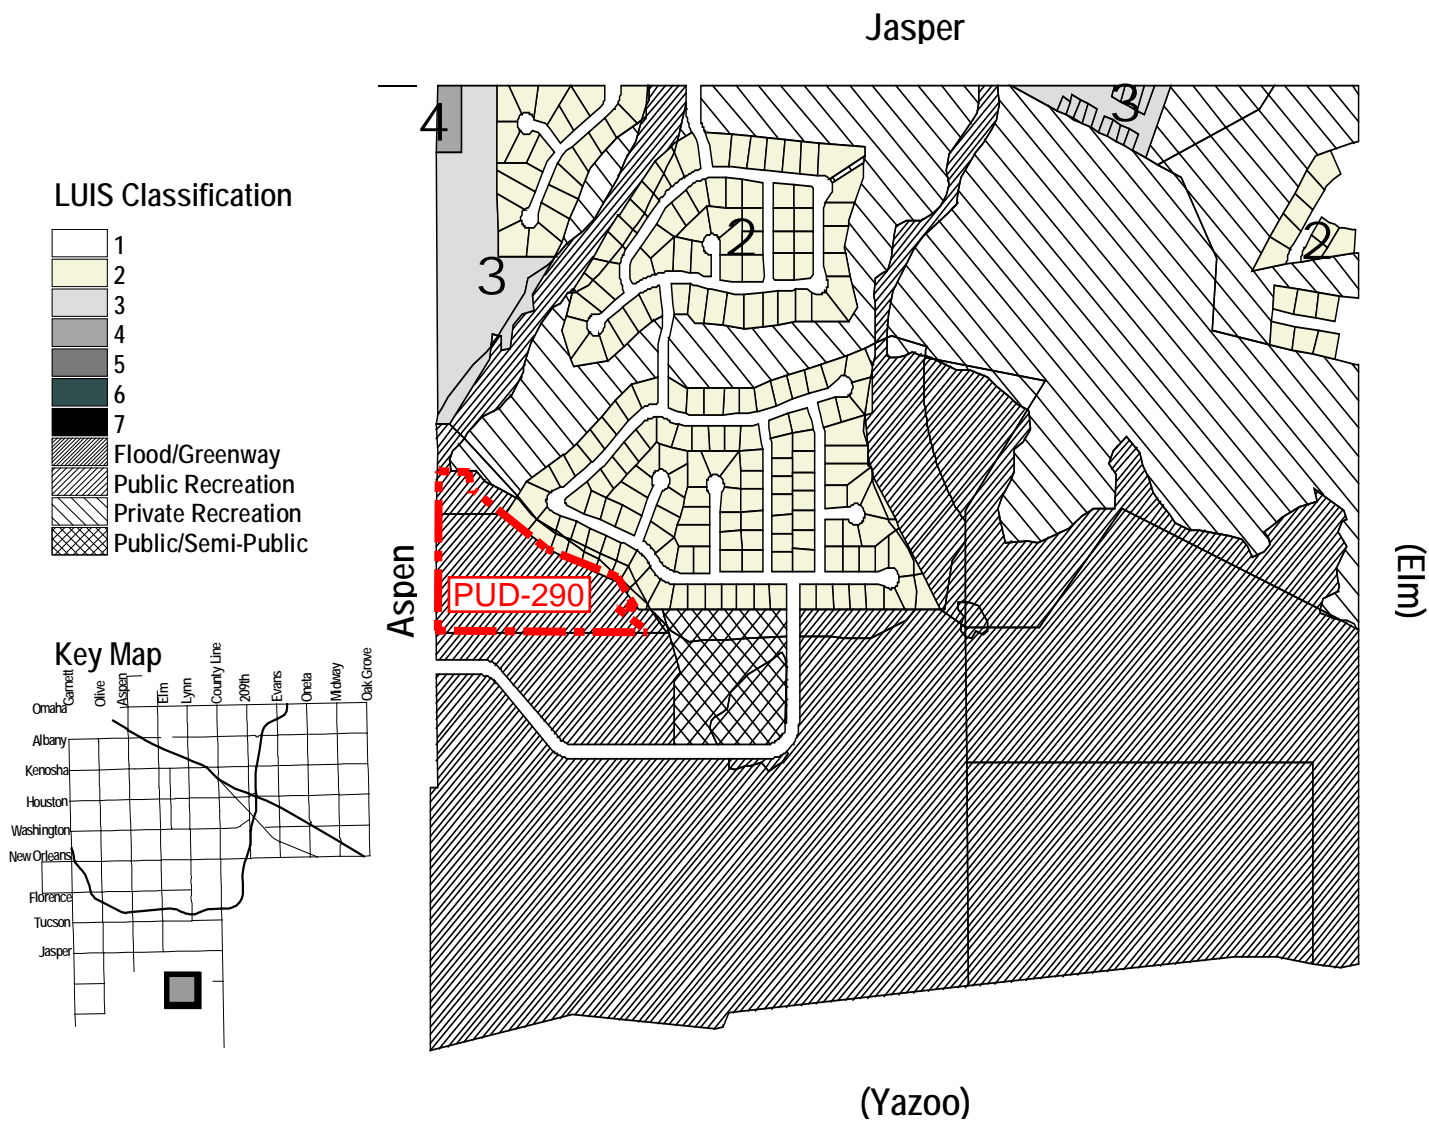 Jasper
4
3
2
3
2
LUIS Classification
1
2
3
4
5
6
7
Flood/Greenway
Public Recreation
Private Recreation
Public/Semi-Public
Aspen
PUD-290
(Elm)
(Yazoo)
Key Map
Garnett
Olive
Aspen
Elm
Lynn
County Line
209th
Evans
Oneta
Midway
Oak Grove
Omaha
Albany
Kenosha
Houston
Washington
New Orleans
Florence
Tucson
Jasper